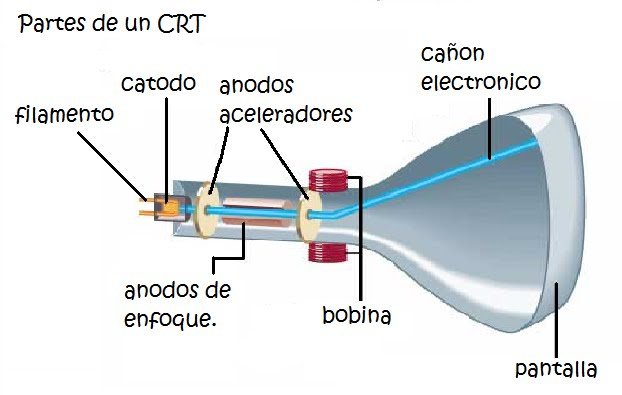 Partes de un CRT
cañon
electronico
catodo
anodos
aceleradores
filamento
anodos de
enfoque.
bobina
pantalla